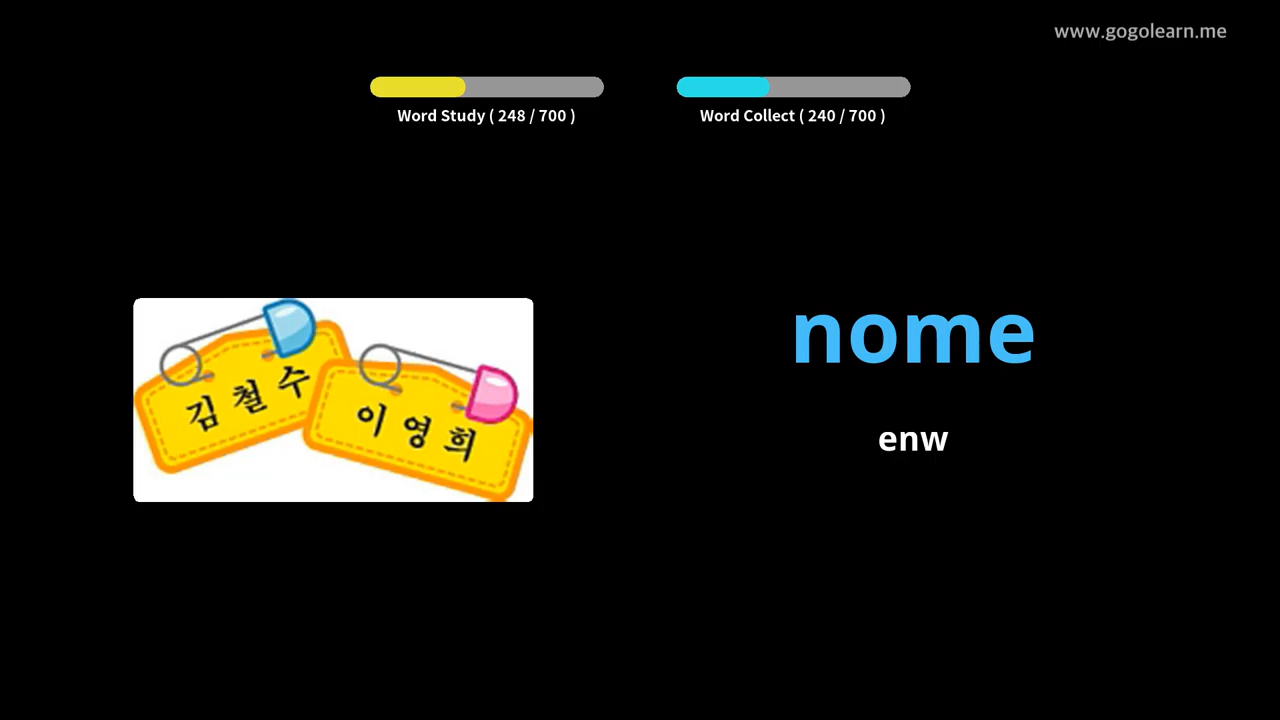 www.gogolearn.me
Word Study ( 248 / 700 )
Word Collect ( 240 / 700 )
김철수
이영희
nome
enw